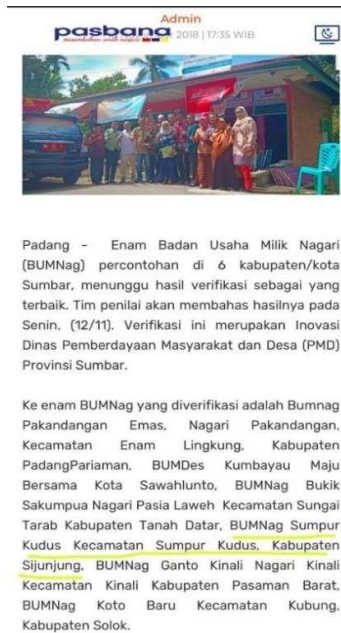 Admin
pasbana 2018 | 17:35 WIB
Padang - Enam Badan Usaha Milik Nagari
(BUMNag) percontohan di 6 kabupaten/kota
Sumbar, menunggu hasil verifikasi sebagai yang
terbaik. Tim penilai akan membahas hasilnya pada
Senin, (12/11). Verifikasi ini merupakan Inovasi
Dinas Pemberdayaan Masyarakat dan Desa (PMD)
Provinsi Sumbar.
Ke enam BUMNag yang diverifikasi adalah Bumnag
Pakandangan Emas, Nagari Pakandangan,
Kecamatan Enam Lingkung, Kabupaten
PadangPariaman, BUMDes Kumbayau Maju
Bersama Kota Sawahlunto, BUMNag Bukik
Sakumpua Nagari Pasia Laweh Kecamatan Sungai
Tarab Kabupaten Tanah Datar, BUMNag Sumpur
Kudus Kecamatan Sumpur Kudus, Kabupaten
Sijunjung, BUMNag Ganto Kinali Nagari Kinali
Kecamatan Kinali Kabupaten Pasaman Barat,
BUMNag Koto Baru Kecamatan Kubung,
Kabupaten Solok.